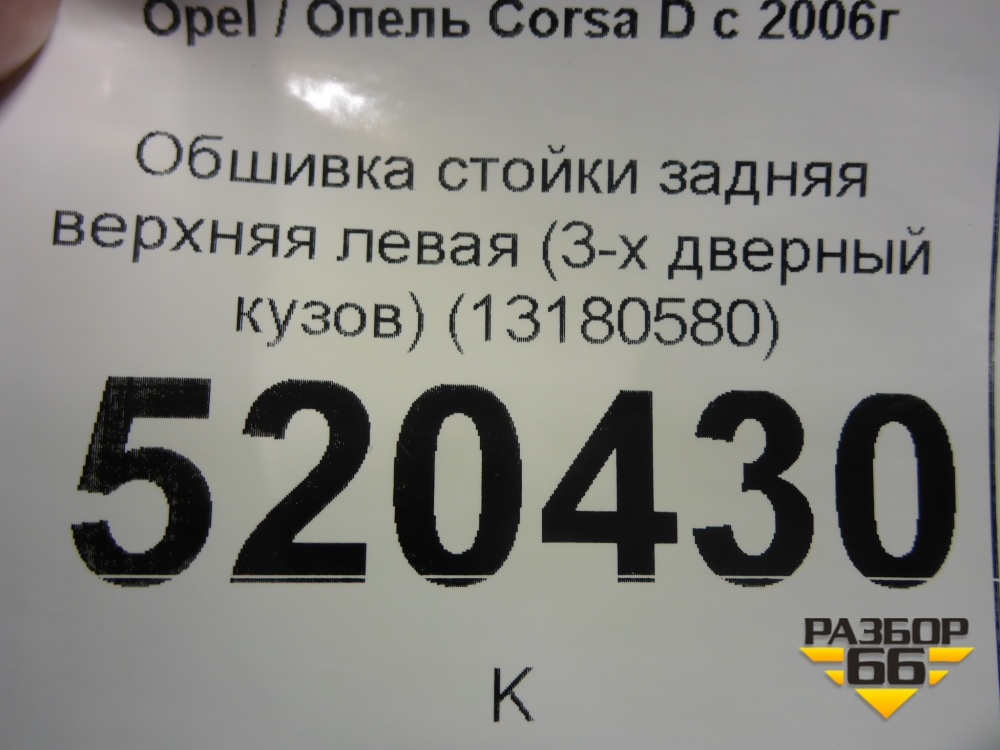 Opel / Опель Corsa D с 2006г
Обшивка стойки задняя
верхняя левая (3-х дверный
кузов) (13180580)
520430
К
РАЗБОР
66